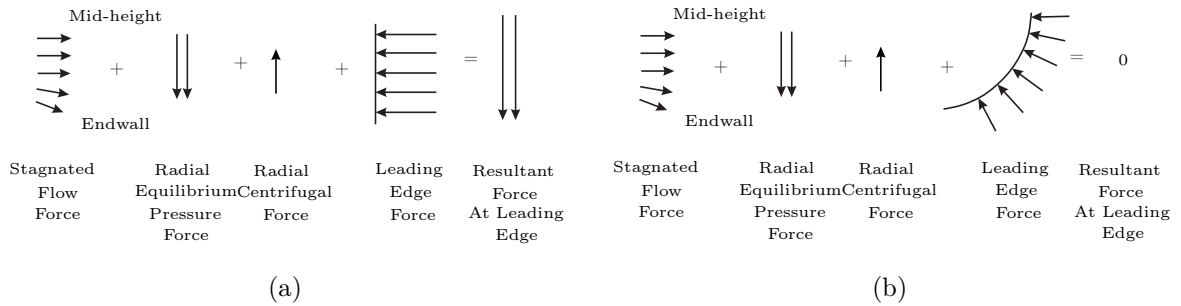 Mid-height
+ + + =
Endwall
Stagnated
Flow
Force
Radial
Equilibrium
Pressure
Force
Radial
Centrifugal
Force
Leading
Edge
Force
Resultant
Force
At Leading
Edge
(a)
Mid-height
+ + + = 0
Endwall
Stagnated
Flow
Force
Radial
Equilibrium
Pressure
Force
Radial
Centrifugal
Force
Leading
Edge
Force
Resultant
Force
At Leading
Edge
(b)